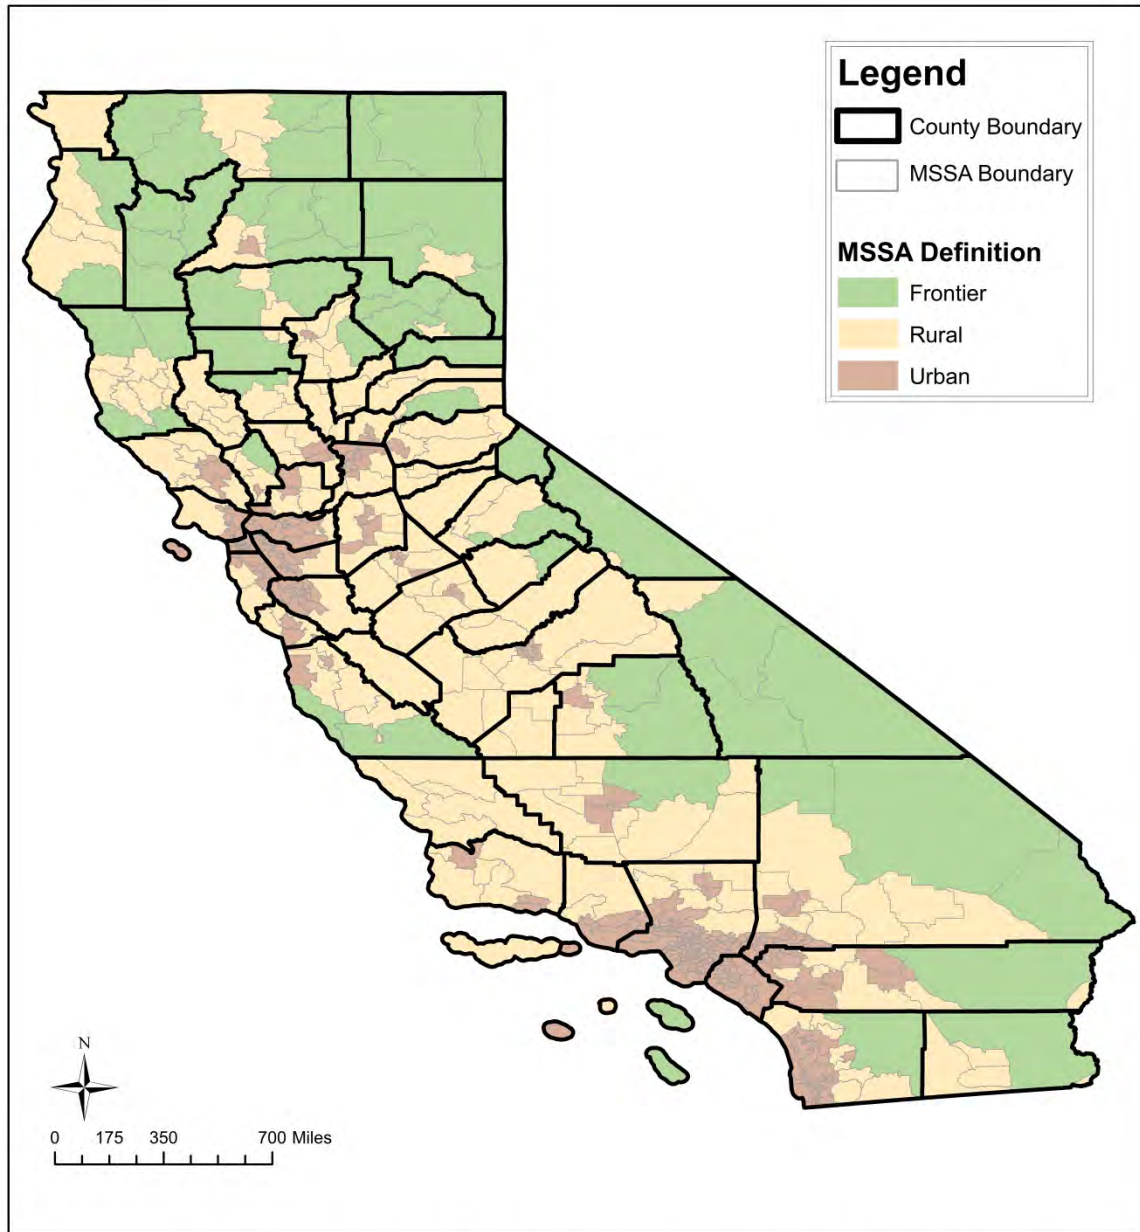 Legend
County Boundary
MSSA Boundary
MSSA Definition
Frontier
Rural
Urban
N
0 175 350 700 Miles